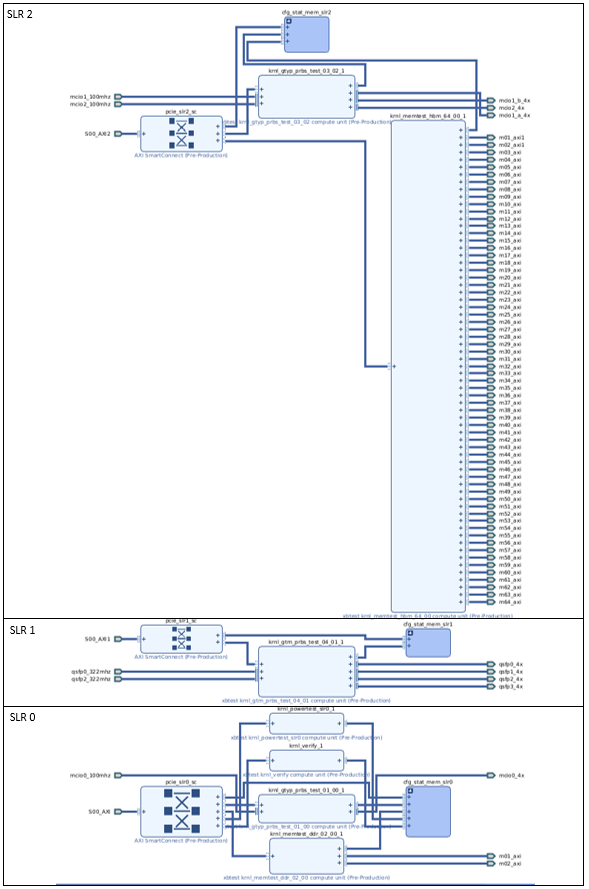 SLR 2
cfg_stat_mem_slr2
krnl_gtyp_prbs_test_03_02_1
mcio1_100mhz
mcio2_100mhz
mcio1_b_4x
mcio2_4x
mcio1_a_4x
pcie_slr2_sc
krnl_gtyp_prbs_test_03_02 compute unit (Pre-Production)
krnl_memtest_hbm_64_00_1
S00_AXI2
AXI SmartConnect (Pre-Production)
m01_axi1
m02_axi1
m03_axi
m04_axi
m05_axi
m06_axi
m07_axi
m08_axi
m09_axi
m10_axi
m11_axi
m12_axi
m13_axi
m14_axi
m15_axi
m16_axi
m17_axi
m18_axi
m19_axi
m20_axi
m21_axi
m22_axi
m23_axi
m24_axi
m25_axi
m26_axi
m27_axi
m28_axi
m29_axi
m30_axi
m31_axi
m32_axi
m33_axi
m34_axi
m35_axi
m36_axi
m37_axi
m38_axi
m39_axi
m40_axi
m41_axi
m42_axi
m43_axi
m44_axi
m45_axi
m46_axi
m47_axi
m48_axi
m49_axi
m50_axi
m51_axi
m52_axi
m53_axi
m54_axi
m55_axi
m56_axi
m57_axi
m58_axi
m59_axi
m60_axi
m61_axi
m62_axi
m63_axi
m64_axi
xbtest krnl_memtest_hbm_64_00 compute unit (Pre-Production)
SLR 1
pcie_slr1_sc
cfg_stat_mem_slr1
S00_AXI1
krnl_gtm_prbs_test_04_01_1
AXI SmartConnect (Pre-Production)
qsfp0_322mhz
qsfp2_322mhz
qsfp0_4x
qsfp1_4x
qsfp2_4x
qsfp3_4x
xbtest krnl_gtm_prbs_test_04_01 compute unit (Pre-Production)
SLR 0
krnl_powertest_slr0_1
xbtest krnl_powertest_slr0 compute unit (Pre-Production)
krnl_verify_1
mcio0_100mhz
xbtest krnl_verify compute unit (Pre-Production)
mcio0_4x
pcie_slr0_sc
cfg_stat_mem_slr0
krnl_gtyp_prbs_test_01_00_1
S00_AXI
krnl_gtyp_prbs_test_01_00 compute unit (Pre-Production)
krnl_memtest_ddr_02_00_1
AXI SmartConnect (Pre-Production)
m01_axi
m02_axi
xbtest krnl_memtest_ddr_02_00 compute unit (Pre-Production)